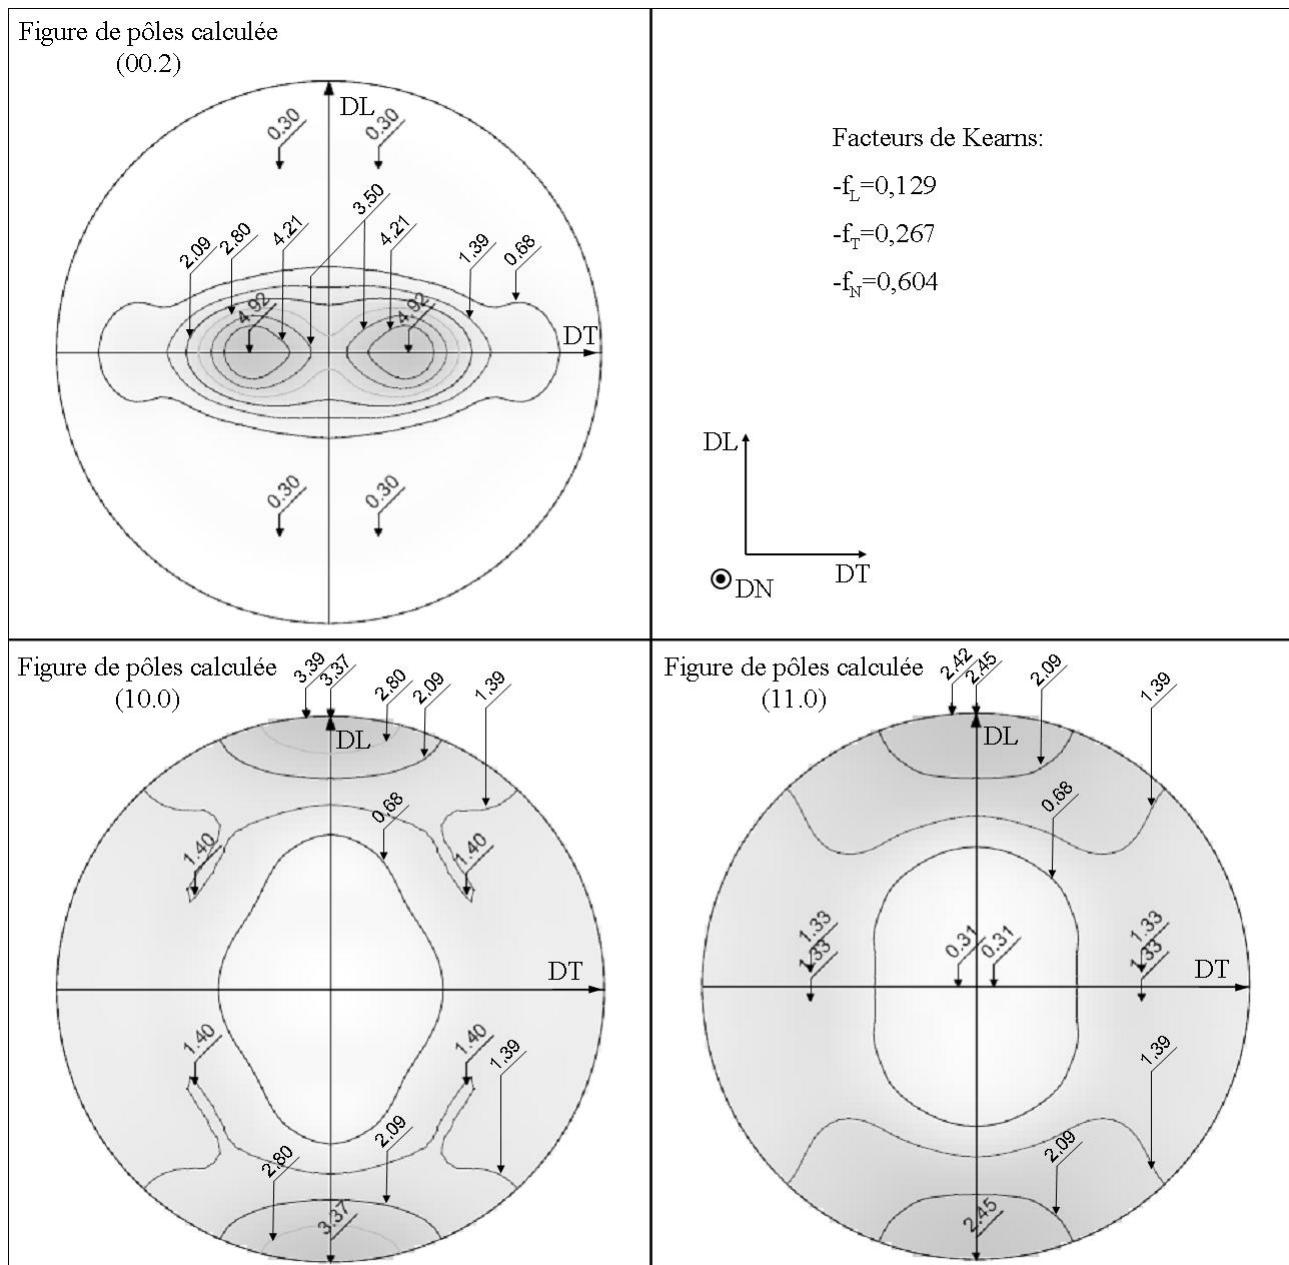 Figure de pôles calculée
(00.2)
DL
0.30
0.30
3.50
2.09
2.80
4.21
4.21
1.39
0.68
4.92
4.92
DT
0.30
0.30
Facteurs de Kearns:
-fL=0,129
-fT=0,267
-fN=0,604
DL
DT
DN
Figure de pôles calculée
(10.0)
3.39
3.37
2.80
2.09
1.39
DL
0.68
1.40
1.40
DT
1.40
1.40
1.39
2.80
2.09
3.37
Figure de pôles calculée
(11.0)
2.42
2.45
2.09
1.39
DL
0.68
1.33
1.33
0.31
0.31
1.33
1.33
DT
1.39
2.09
2.45